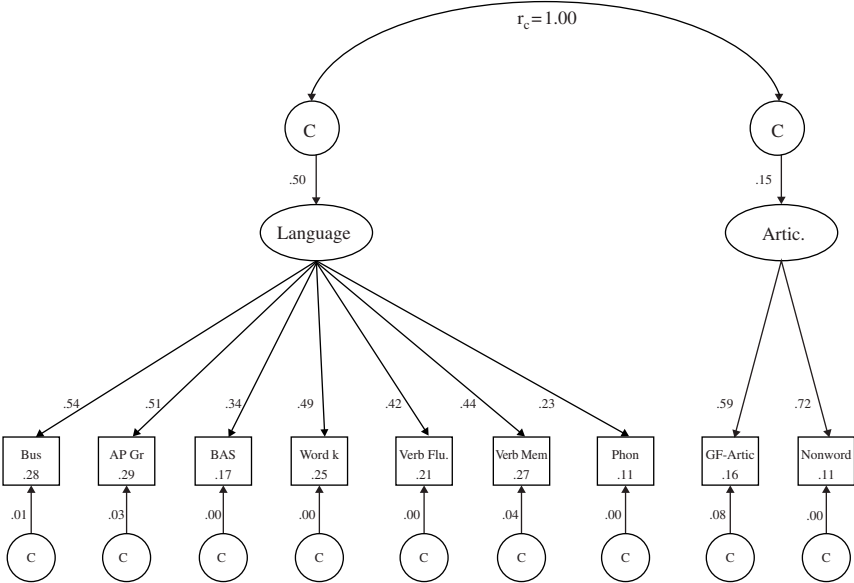 r_c=1.00
C C
.50 .15
Language Artic.
.54 .51 .34 .49 .42 .44 .23 .59 .72
Bus AP Gr BAS Word k Verb Flu. Verb Mem Phon GF-Artic Nonword
.28 .29 .17 .25 .21 .27 .11 .16 .11
.01 .03 .00 .00 .00 .04 .00 .08 .00
C C C C C C C C C